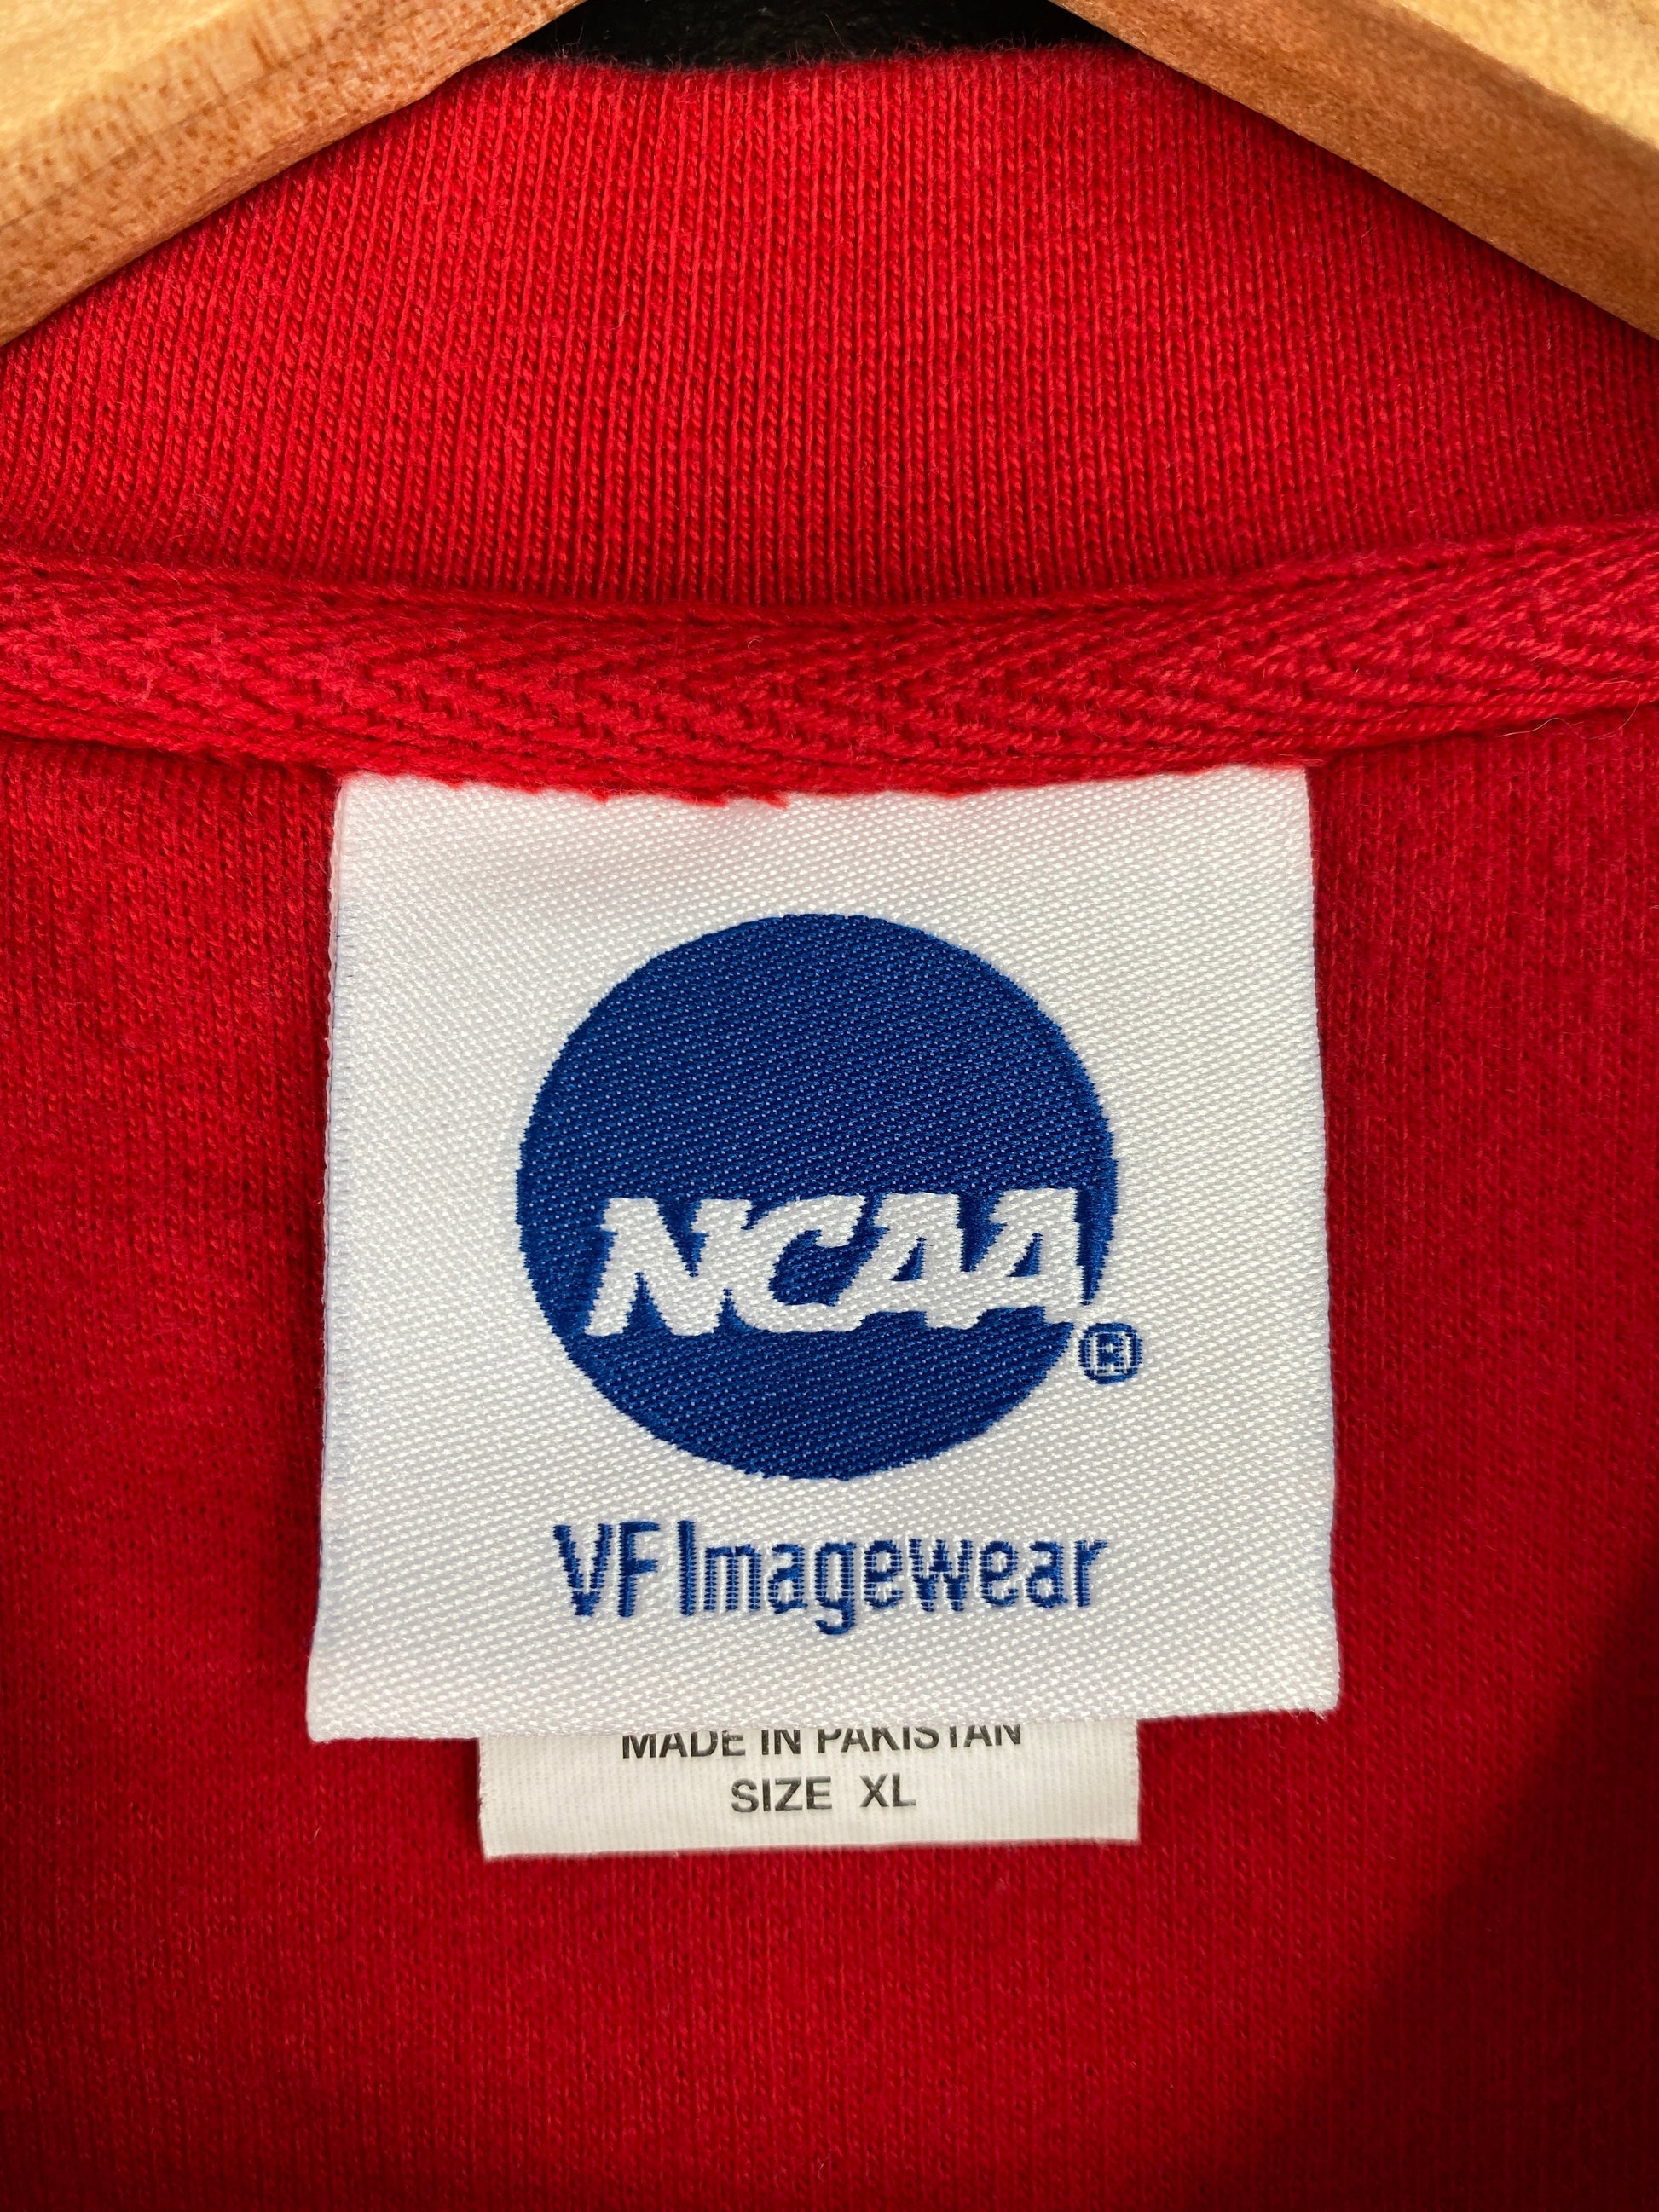 NCAA®
VF Imagewear
MADE IN PAKISTAN
SIZE XL